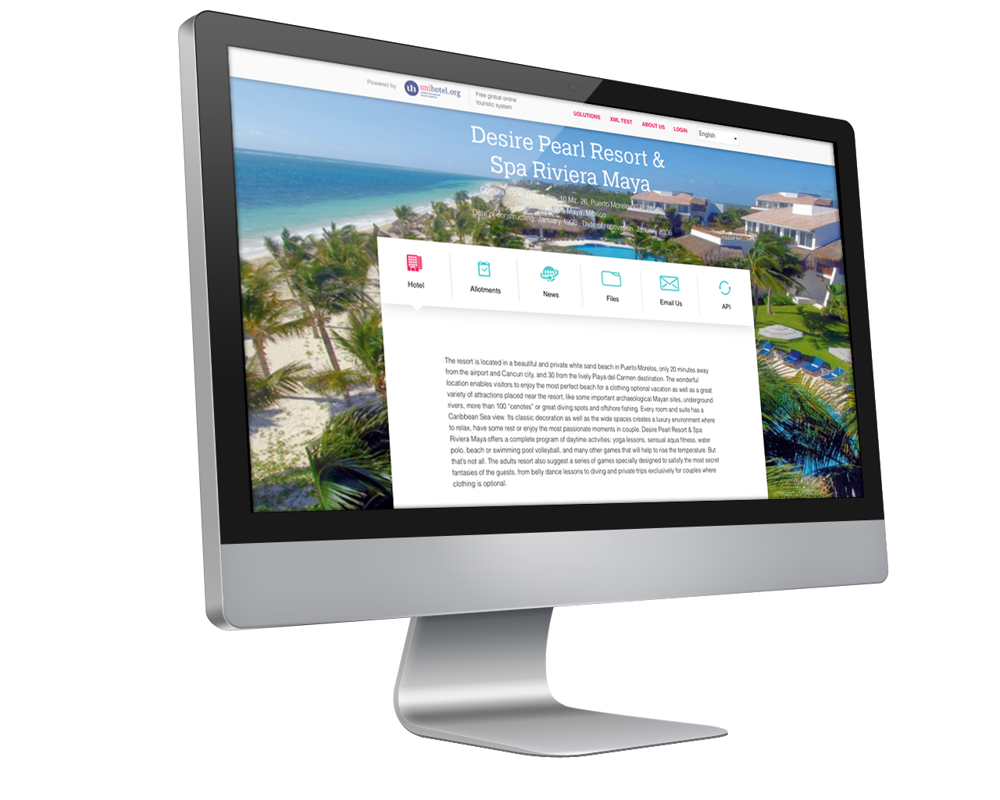 Powered by
unihotel.org
Free global online
touristic system
SOLUTIONS XML TEST ABOUT US LOGIN English
Desire Pearl Resort &
Spa Riviera Maya
10 Mz. 26, Puerto Morelos C.P. 77580
Riviera Maya, México
Date of constructing: January 1998 , Date of renovation: January 2006
Hotel Allotments News Files Email Us API
The resort is located in a beautiful and private white sand beach in Puerto Morelos, only 20 minutes away
from the airport and Cancun city, and 30 from the lively Playa del Carmen destination. The wonderful
location enables visitors to enjoy the most perfect beach for a clothing optional vacation as well as a great
variety of attractions placed near the resort, like some important archaeological Mayan sites, underground
rivers, more than 100 “cenotes” or great diving spots and offshore fishing. Every room and suite has a
Caribbean Sea view. Its classic decoration as well as the wide spaces creates a luxury environment where
to relax, have some rest or enjoy the most passionate moments in couple. Desire Pearl Resort & Spa
Riviera Maya offers a complete program of daytime activities: yoga lessons, sensual aqua fitness, water
polo, beach or swimming pool volleyball, and many other games that will help to rise the temperature. But
that’s not all. The adults resort also suggest a series of games specially designed to satisfy the most secret
fantasies of the guests, from belly dance lessons to diving and private trips exclusively for couples where
clothing is optional.